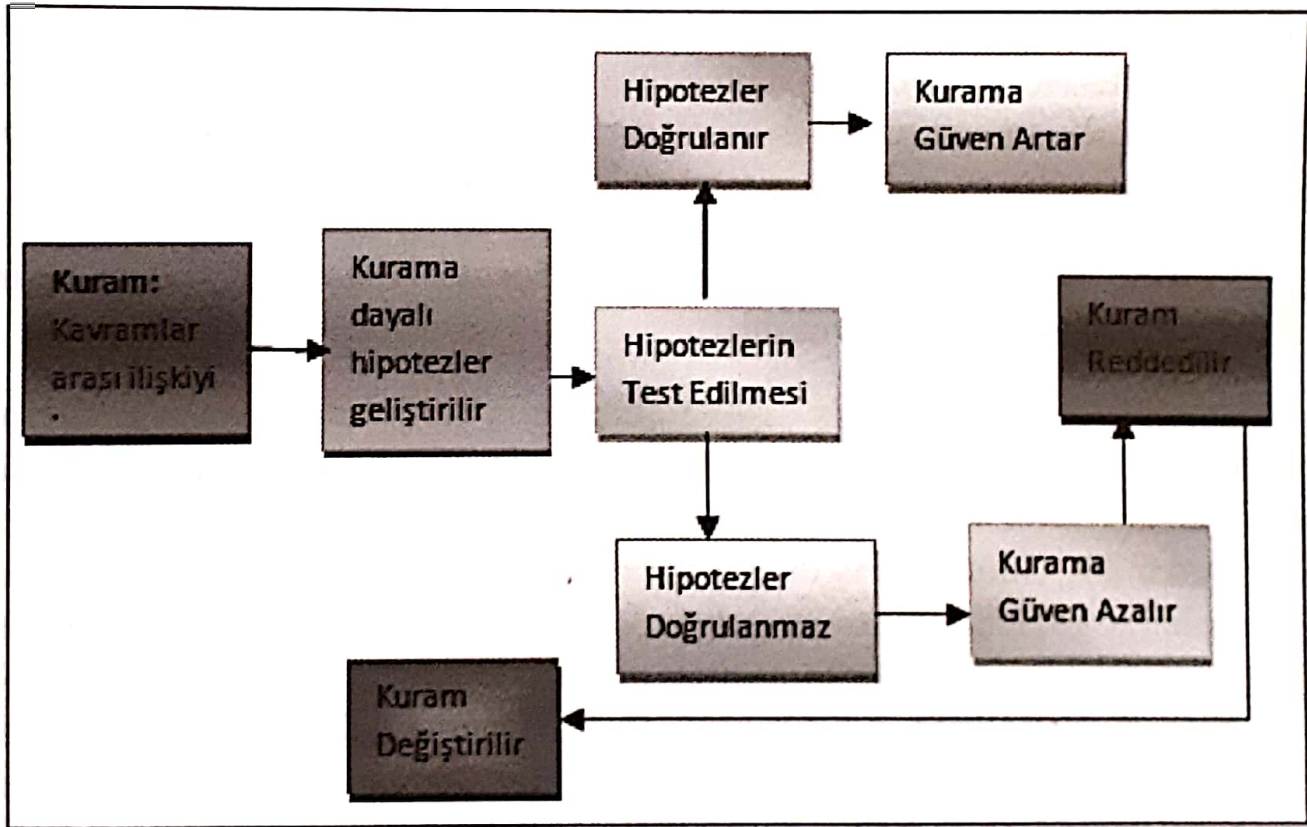 Kuram:
Kavramlar
arası ilişkiyi
.
Kurama
dayalı
hipotezler
geliştirilir
Hipotezlerin
Test Edilmesi
Hipotezler
Doğrulanır
Kurama
Güven Artar
Hipotezler
Doğrulanmaz
Kurama
Güven Azalır
Kuram
Reddedilir
Kuram
Değiştirilir